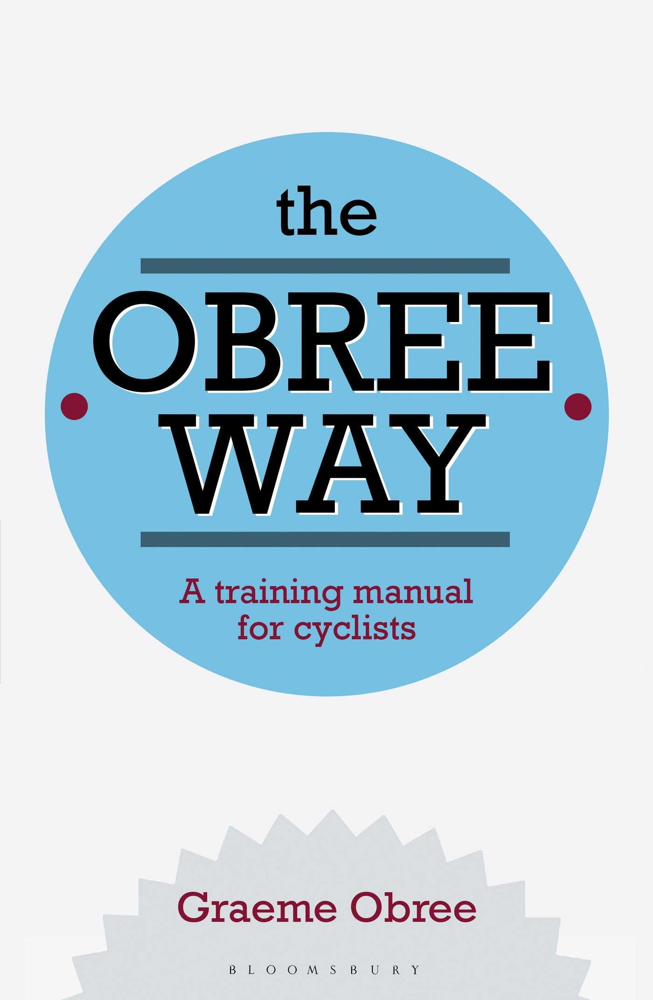 the
OBREE
WAY
A training manual
for cyclists
Graeme Obree
BLOOMSBURY